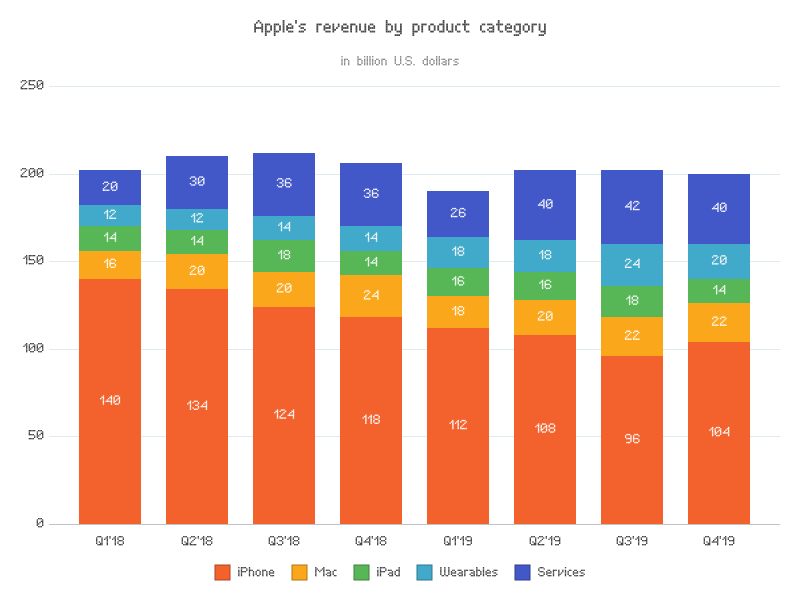 Apple's revenue by product category
in billion U.S. dollars
250
200
150
100
50
0
20 30 36 36 26 40 42 40
12 12 14 14 18 18 24 20
14 14 18 14 16 16 18 14
16 20 20 24 18 20 22 22
140 134 124 118 112 108 96 104
Q1'18 Q2'18 Q3'18 Q4'18 Q1'19 Q2'19 Q3'19 Q4'19
iPhone Mac iPad Wearables Services